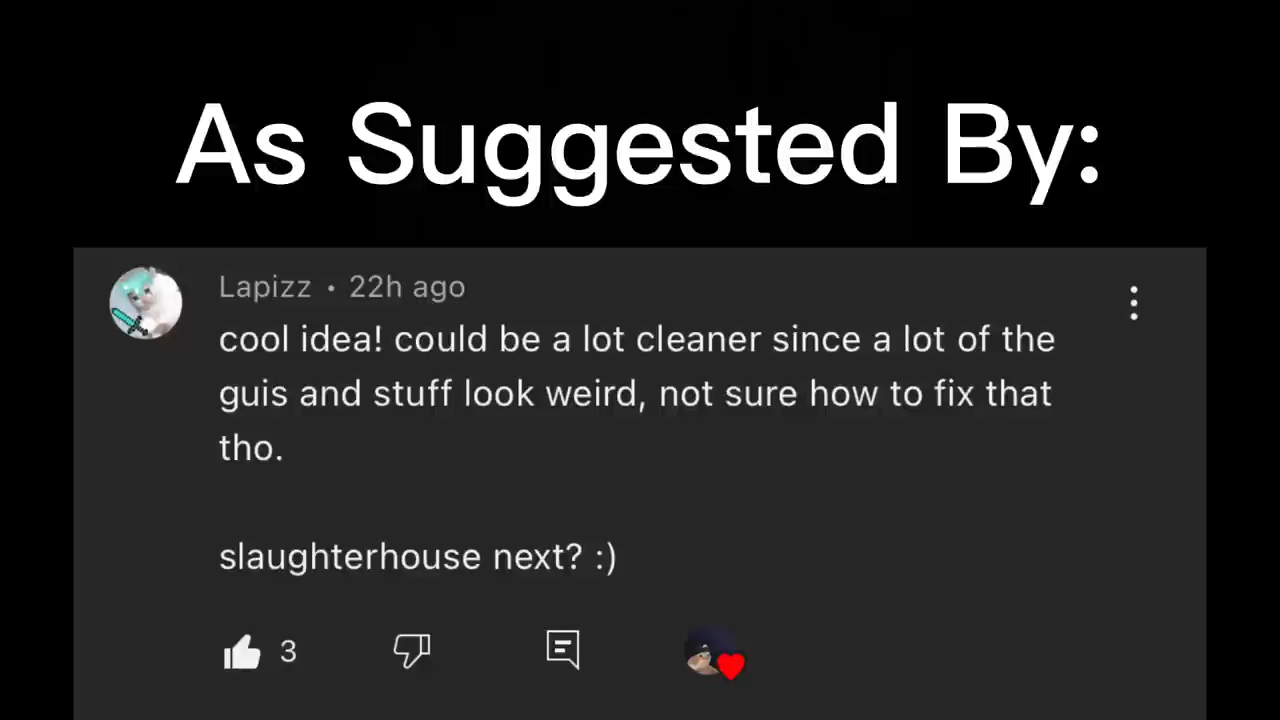 As Suggested By:
Lapizz • 22h ago
cool idea! could be a lot cleaner since a lot of the
guis and stuff look weird, not sure how to fix that
tho.
slaughterhouse next? :)
3